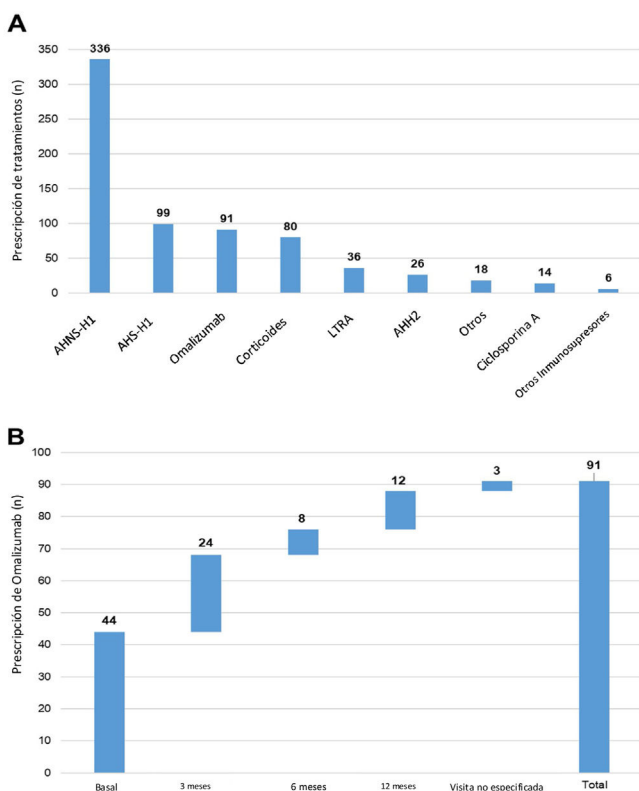 A
Prescripción de tratamientos (n)
350
300
250
200
150
100
50
0
336
99
91
80
36
26
18
14
6
AHNS-H1
AHS-H1
Omalizumab
Corticoides
LTRA
AHH2
Otros
Ciclosporina A
Otros Inmunosupresores
B
Prescripción de Omalizumab (n)
100
90
80
70
60
50
40
30
20
10
0
44
24
8
12
3
91
Basal
3 meses
6 meses
12 meses
Visita no especificada
Total